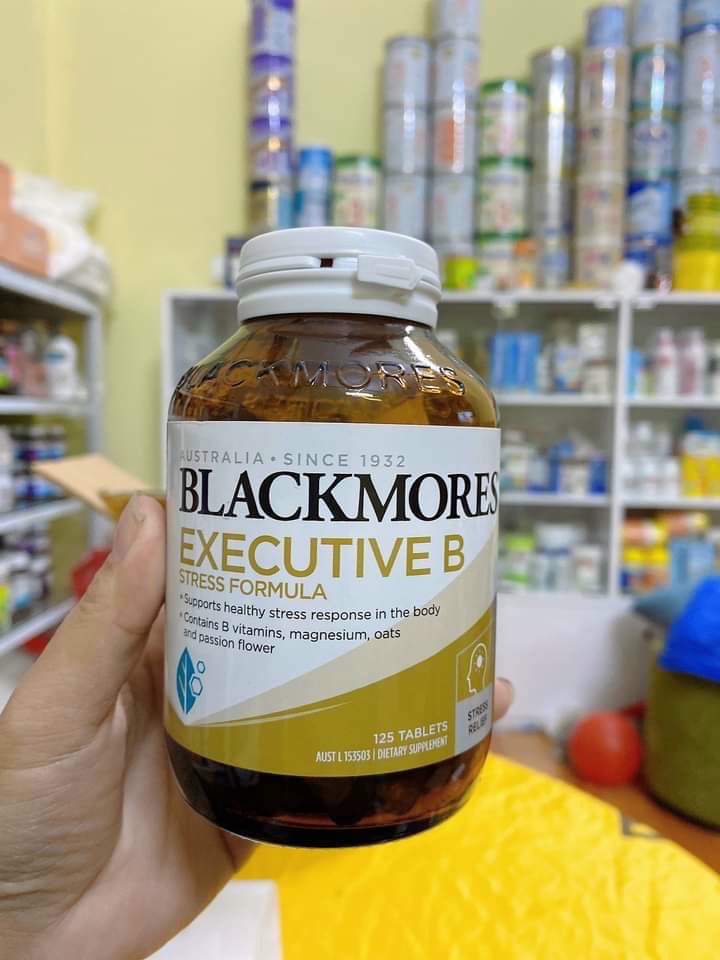 BLACKMORES
AUSTRALIA • SINCE 1932
BLACKMORES
EXECUTIVE B
STRESS FORMULA
• Supports healthy stress response in the body
• Contains B vitamins, magnesium, oats
and passion flower
STRESS
RELIEF
125 TABLETS
AUST L 153503 | DIETARY SUPPLEMENT